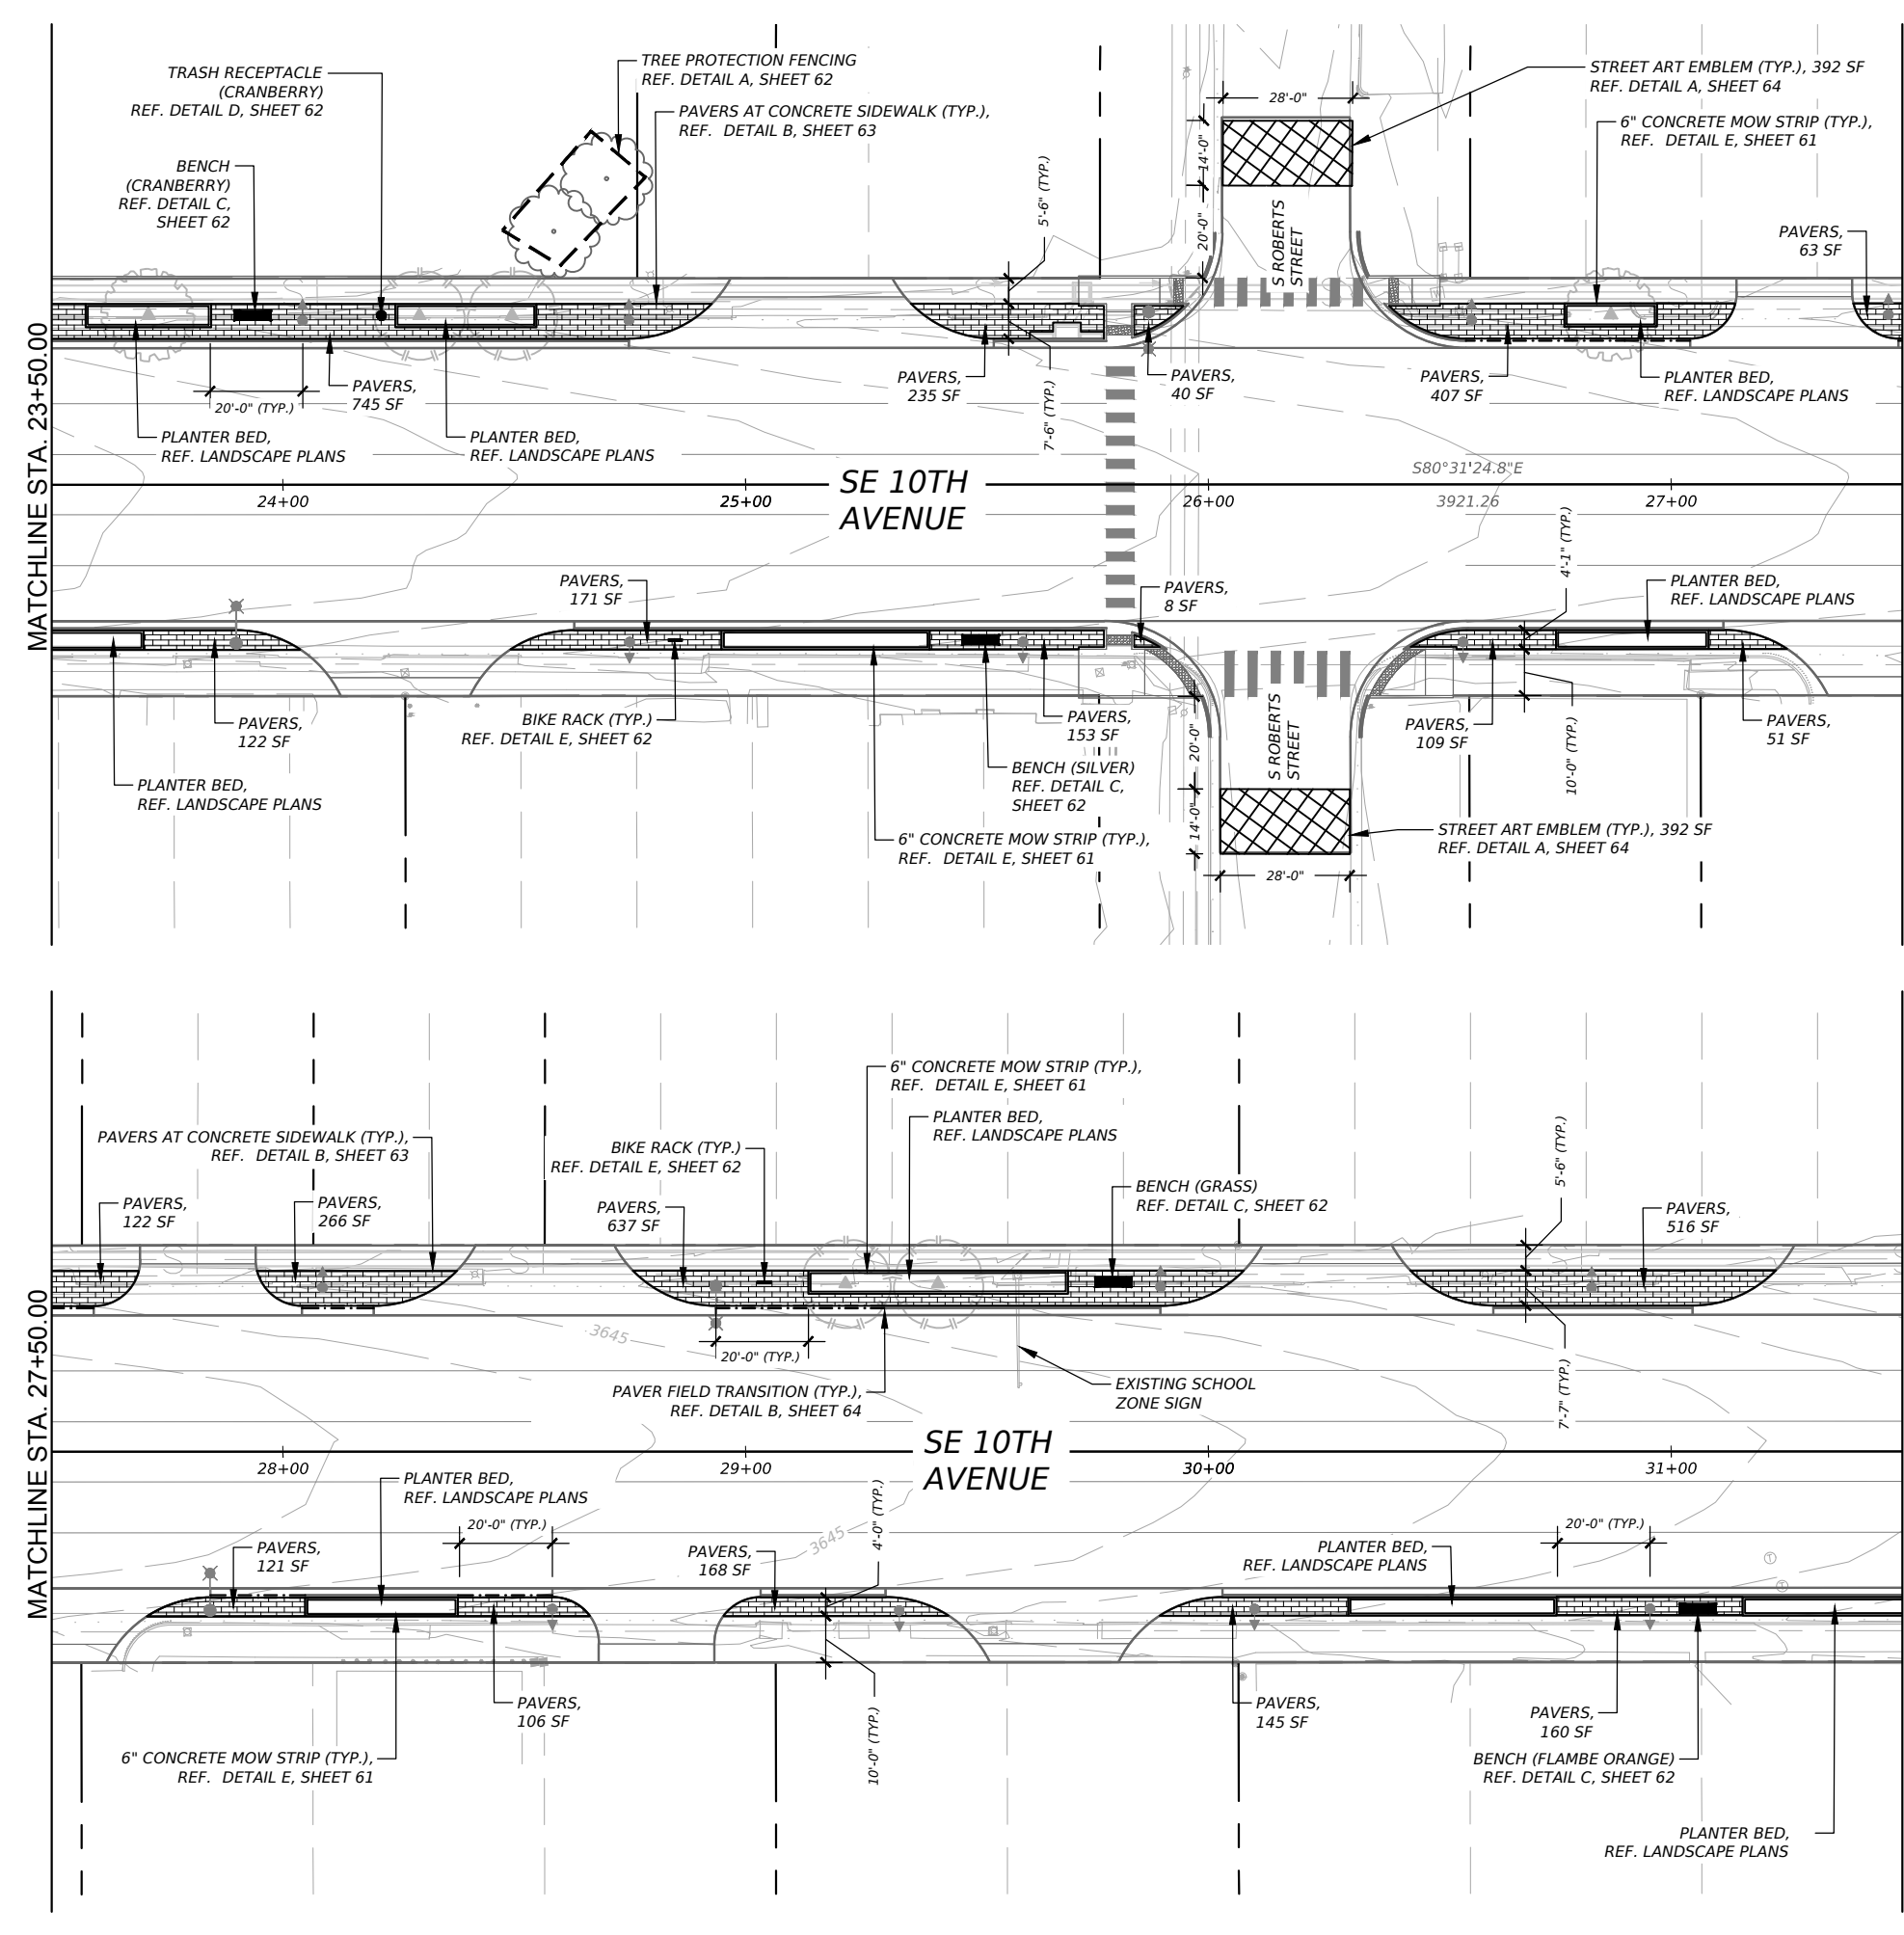 TRASH RECEPTACLE
(CRANBERRY)
REF. DETAIL D, SHEET 62
TREE PROTECTION FENCING
REF. DETAIL A, SHEET 62
PAVERS AT CONCRETE SIDEWALK (TYP.),
REF. DETAIL B, SHEET 63
28'-0"
STREET ART EMBLEM (TYP.), 392 SF
REF. DETAIL A, SHEET 64
6" CONCRETE MOW STRIP (TYP.),
REF. DETAIL E, SHEET 61
BENCH
(CRANBERRY)
REF. DETAIL C,
SHEET 62
5'-6" (TYP.)
14'-0"
20'-0"
S ROBERTS
STREET
PAVERS,
63 SF
20'-0" (TYP.)
PAVERS,
745 SF
PLANTER BED,
REF. LANDSCAPE PLANS
PLANTER BED,
REF. LANDSCAPE PLANS
PAVERS,
235 SF
7'-6" (TYP.)
PAVERS,
40 SF
PAVERS,
407 SF
PLANTER BED,
REF. LANDSCAPE PLANS
MATCHLINE STA. 23+50.00
SE 10TH
AVENUE
24+00
25+00
26+00
27+00
S80°31'24.8"E
3921.26
4'-1" (TYP.)
PAVERS,
171 SF
PAVERS,
8 SF
PLANTER BED,
REF. LANDSCAPE PLANS
PAVERS,
122 SF
BIKE RACK (TYP.)
REF. DETAIL E, SHEET 62
PAVERS,
153 SF
20'-0"
S ROBERTS
STREET
PAVERS,
109 SF
10'-0" (TYP.)
PAVERS,
51 SF
PLANTER BED,
REF. LANDSCAPE PLANS
BENCH (SILVER)
REF. DETAIL C,
SHEET 62
14'-0"
6" CONCRETE MOW STRIP (TYP.),
REF. DETAIL E, SHEET 61
STREET ART EMBLEM (TYP.), 392 SF
REF. DETAIL A, SHEET 64
28'-0"
6" CONCRETE MOW STRIP (TYP.),
REF. DETAIL E, SHEET 61
PLANTER BED,
REF. LANDSCAPE PLANS
PAVERS AT CONCRETE SIDEWALK (TYP.),
REF. DETAIL B, SHEET 63
BIKE RACK (TYP.)
REF. DETAIL E, SHEET 62
5'-6" (TYP.)
PAVERS,
122 SF
PAVERS,
266 SF
PAVERS,
637 SF
BENCH (GRASS)
REF. DETAIL C, SHEET 62
PAVERS,
516 SF
3645
20'-0" (TYP.)
PAVER FIELD TRANSITION (TYP.),
REF. DETAIL B, SHEET 64
EXISTING SCHOOL
ZONE SIGN
7'-7" (TYP.)
MATCHLINE STA. 27+50.00
SE 10TH
AVENUE
28+00
29+00
30+00
31+00
PLANTER BED,
REF. LANDSCAPE PLANS
20'-0" (TYP.)
4'-0" (TYP.)
3645
20'-0" (TYP.)
PAVERS,
121 SF
PAVERS,
168 SF
PLANTER BED,
REF. LANDSCAPE PLANS
PAVERS,
106 SF
10'-0" (TYP.)
PAVERS,
145 SF
PAVERS,
160 SF
6" CONCRETE MOW STRIP (TYP.),
REF. DETAIL E, SHEET 61
BENCH (FLAMBE ORANGE)
REF. DETAIL C, SHEET 62
PLANTER BED,
REF. LANDSCAPE PLANS